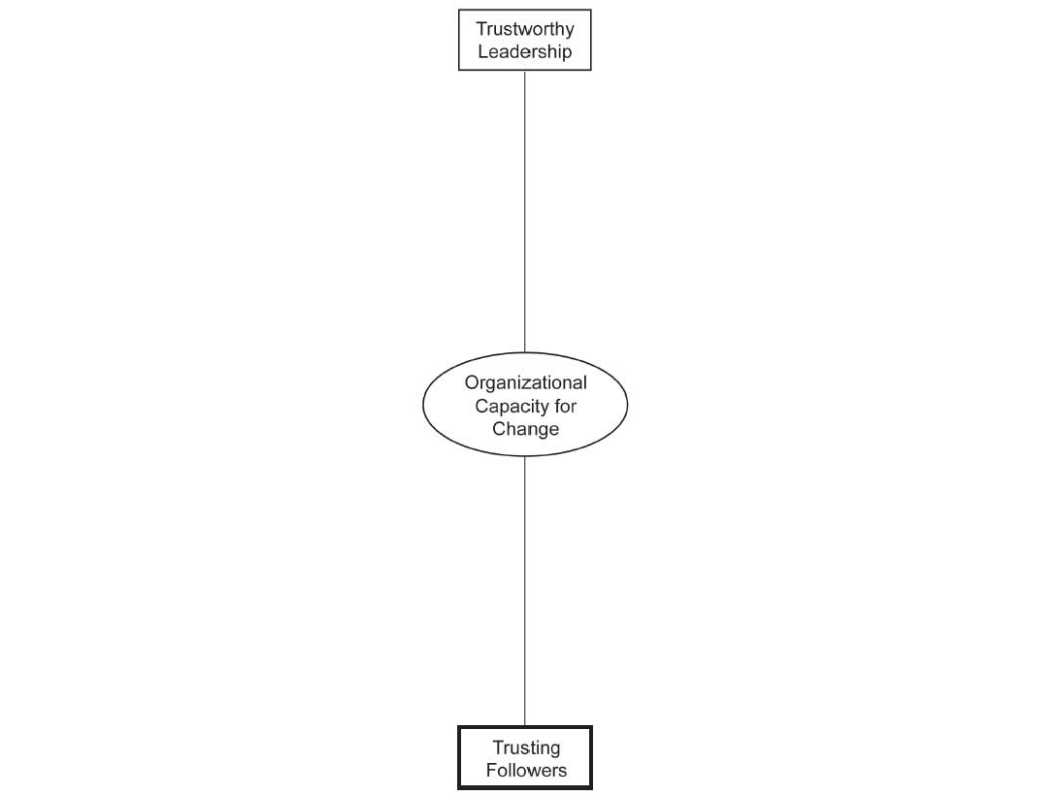 Trustworthy
Leadership
Organizational
Capacity for
Change
Trusting
Followers